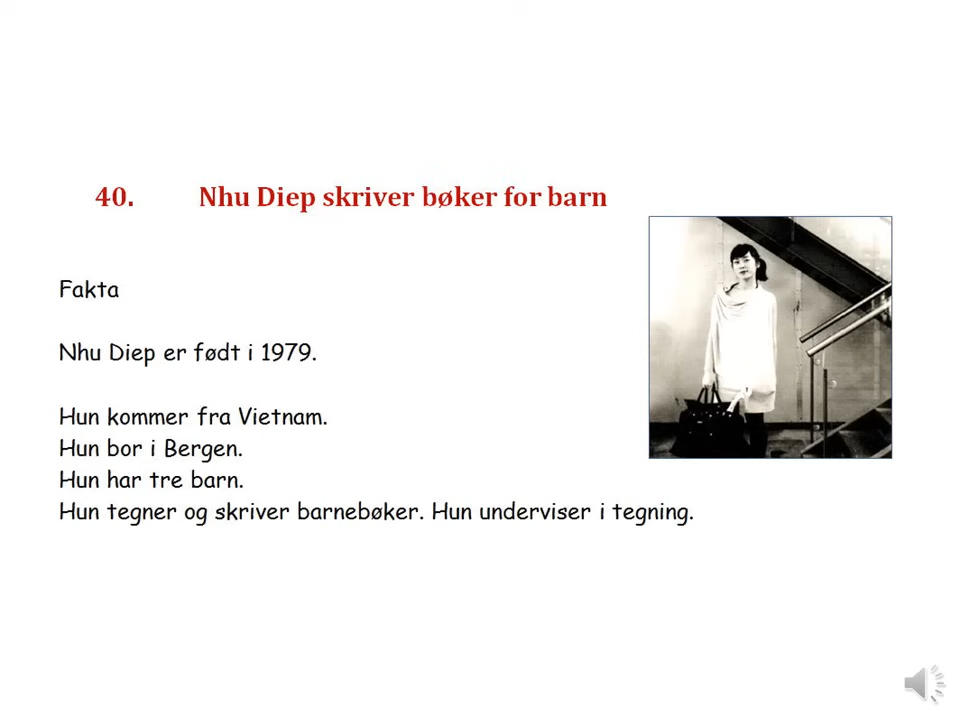 40. Nhu Diep skriver bøker for barn
Fakta
Nhu Diep er født i 1979.
Hun kommer fra Vietnam.
Hun bor i Bergen.
Hun har tre barn.
Hun tegner og skriver barnebøker. Hun underviser i tegning.